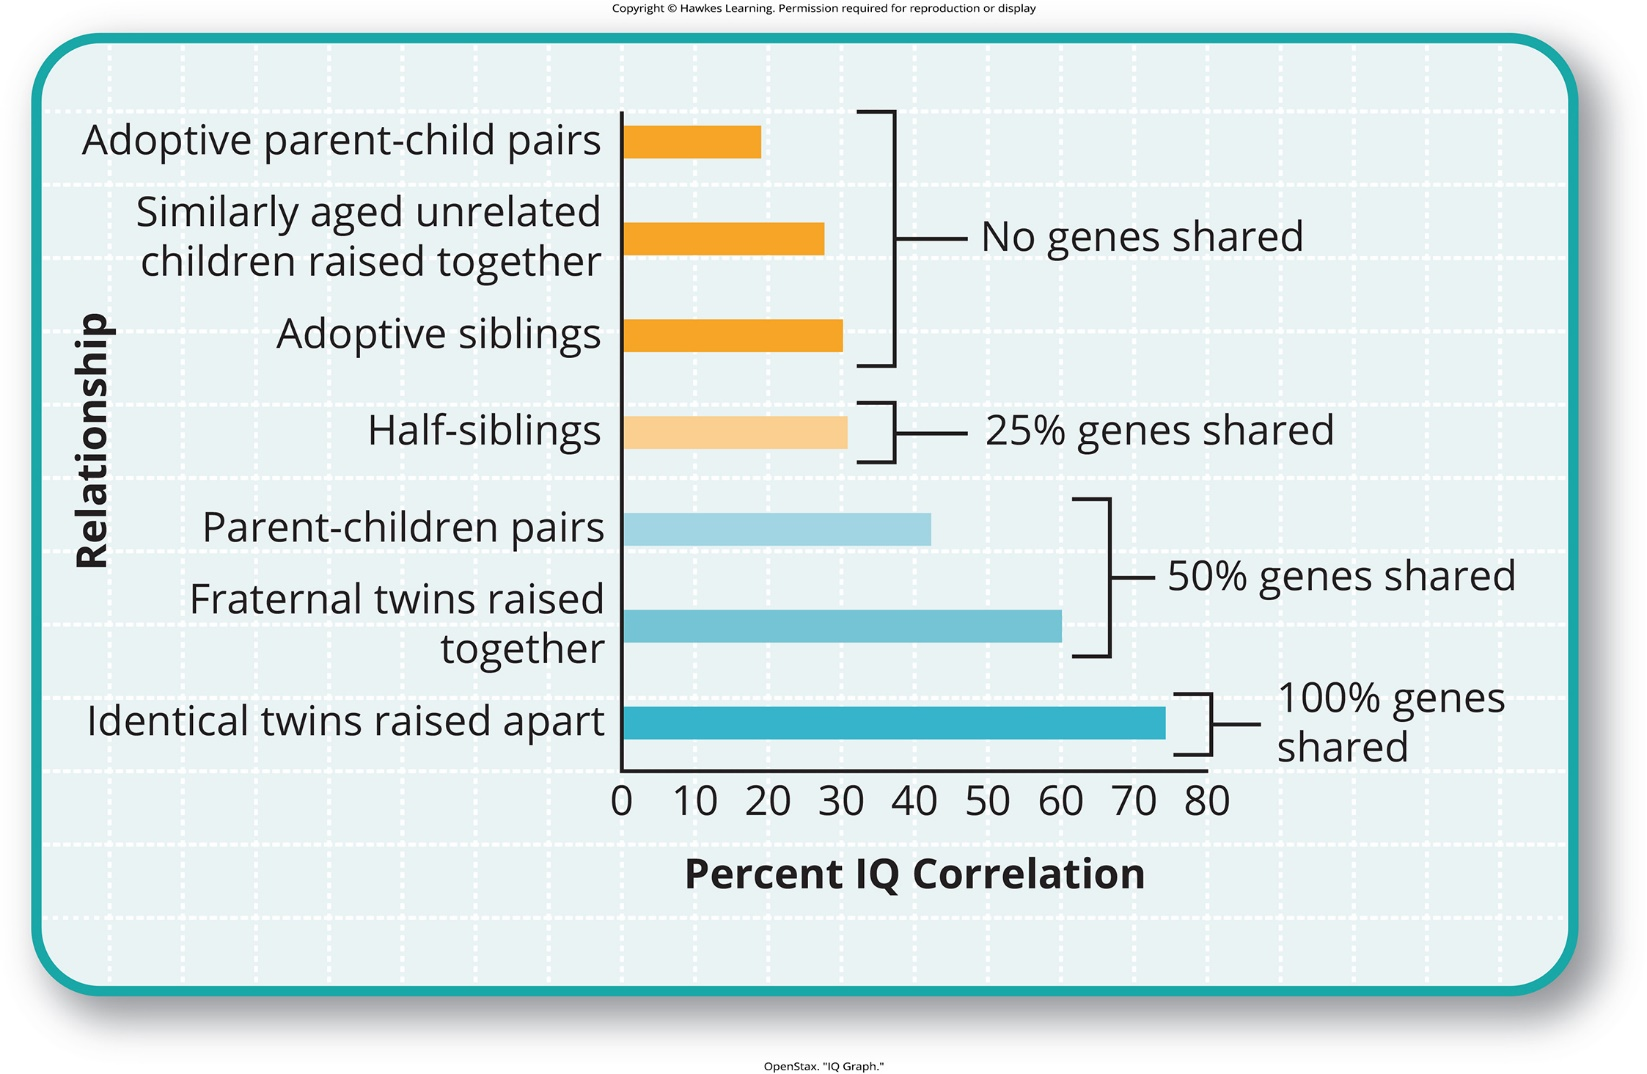 Copyright © Hawkes Learning. Permission required for reproduction or display
Relationship
Adoptive parent-child pairs
Similarly aged unrelated
children raised together
Adoptive siblings
No genes shared
Half-siblings
25% genes shared
Parent-children pairs
Fraternal twins raised
together
50% genes shared
Identical twins raised apart
100% genes
shared
0 10 20 30 40 50 60 70 80
Percent IQ Correlation
OpenStax. "IQ Graph."